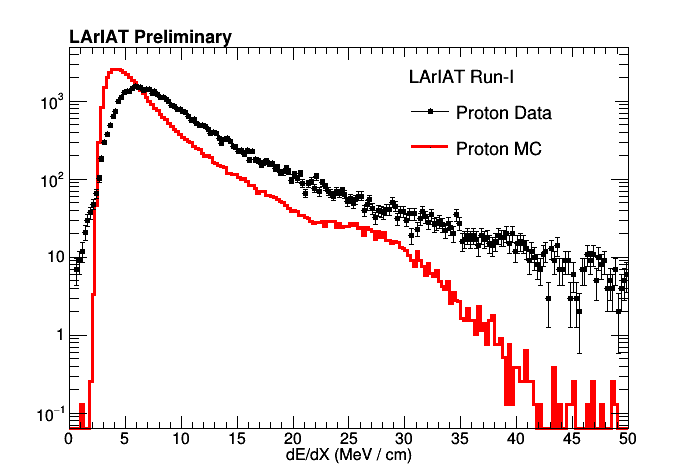 LArIAT Preliminary
LArIAT Run-I
Proton Data
Proton MC
10³
10²
10
1
10⁻¹
0 5 10 15 20 25 30 35 40 45 50
dE/dX (MeV / cm)